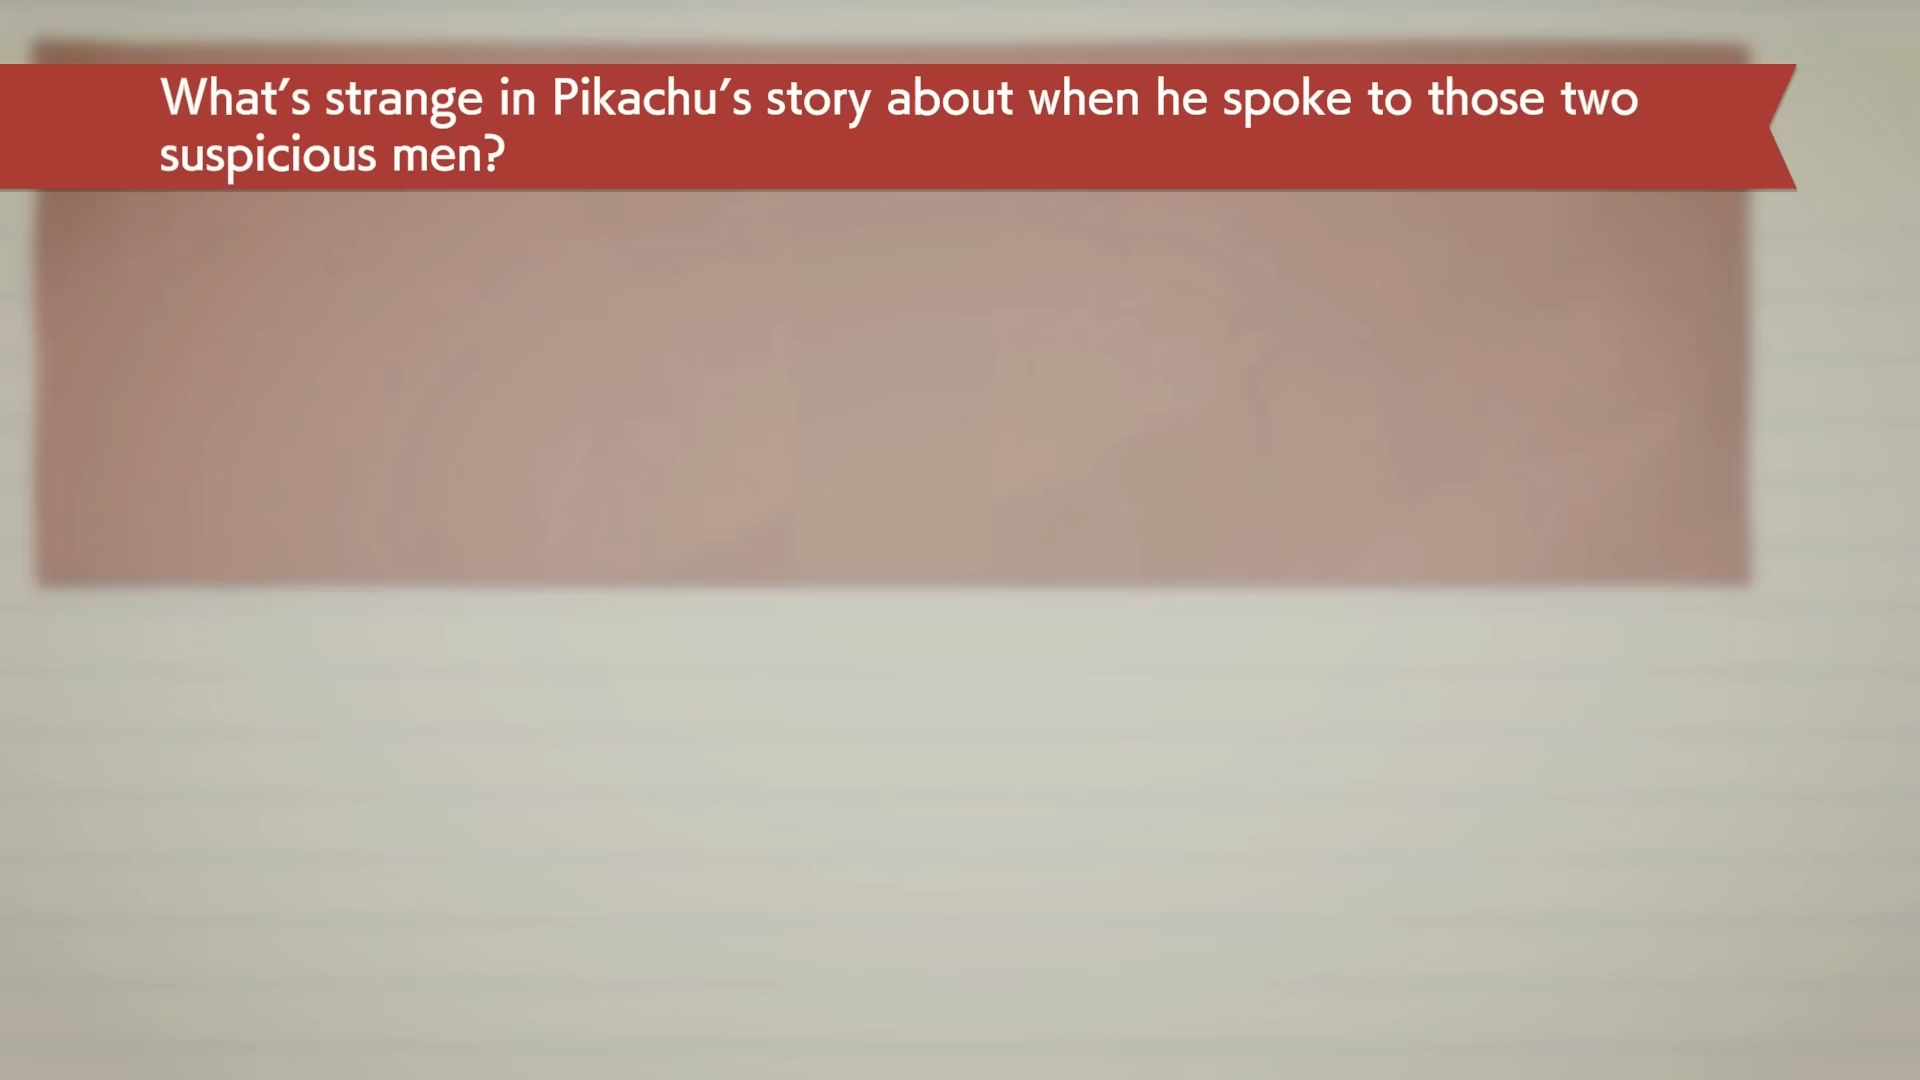 What's strange in Pikachu's story about when he spoke to those two
suspicious men?